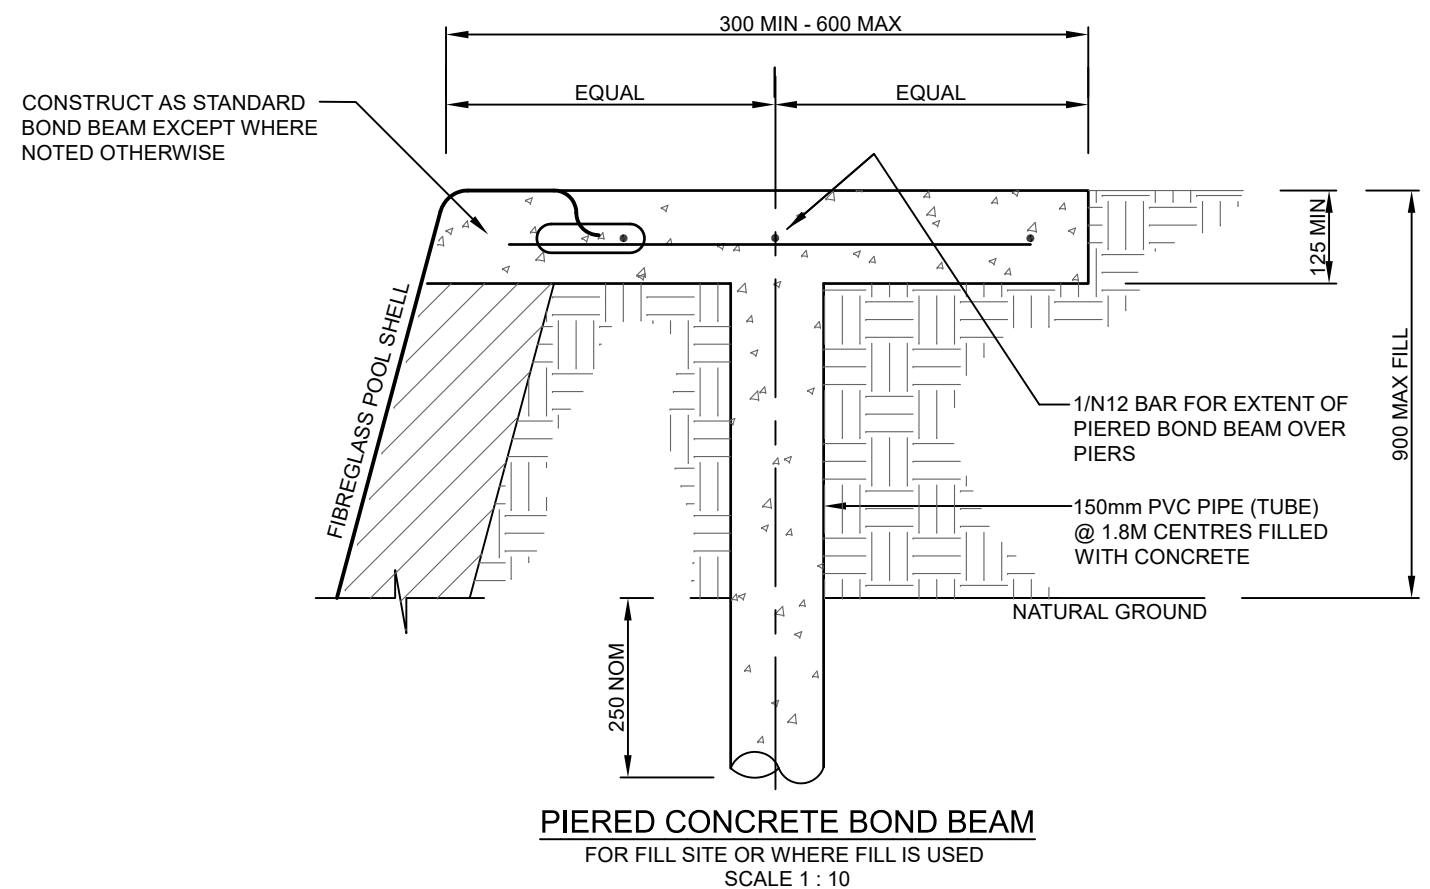 300 MIN - 600 MAX
EQUAL
EQUAL
CONSTRUCT AS STANDARD
BOND BEAM EXCEPT WHERE
NOTED OTHERWISE
125 MIN
FIBREGLASS POOL SHELL
900 MAX FILL
1/N12 BAR FOR EXTENT OF
PIERED BOND BEAM OVER
PIERS
150mm PVC PIPE (TUBE)
@ 1.8M CENTRES FILLED
WITH CONCRETE
NATURAL GROUND
250 NOM
PIERED CONCRETE BOND BEAM
FOR FILL SITE OR WHERE FILL IS USED
SCALE 1 : 10